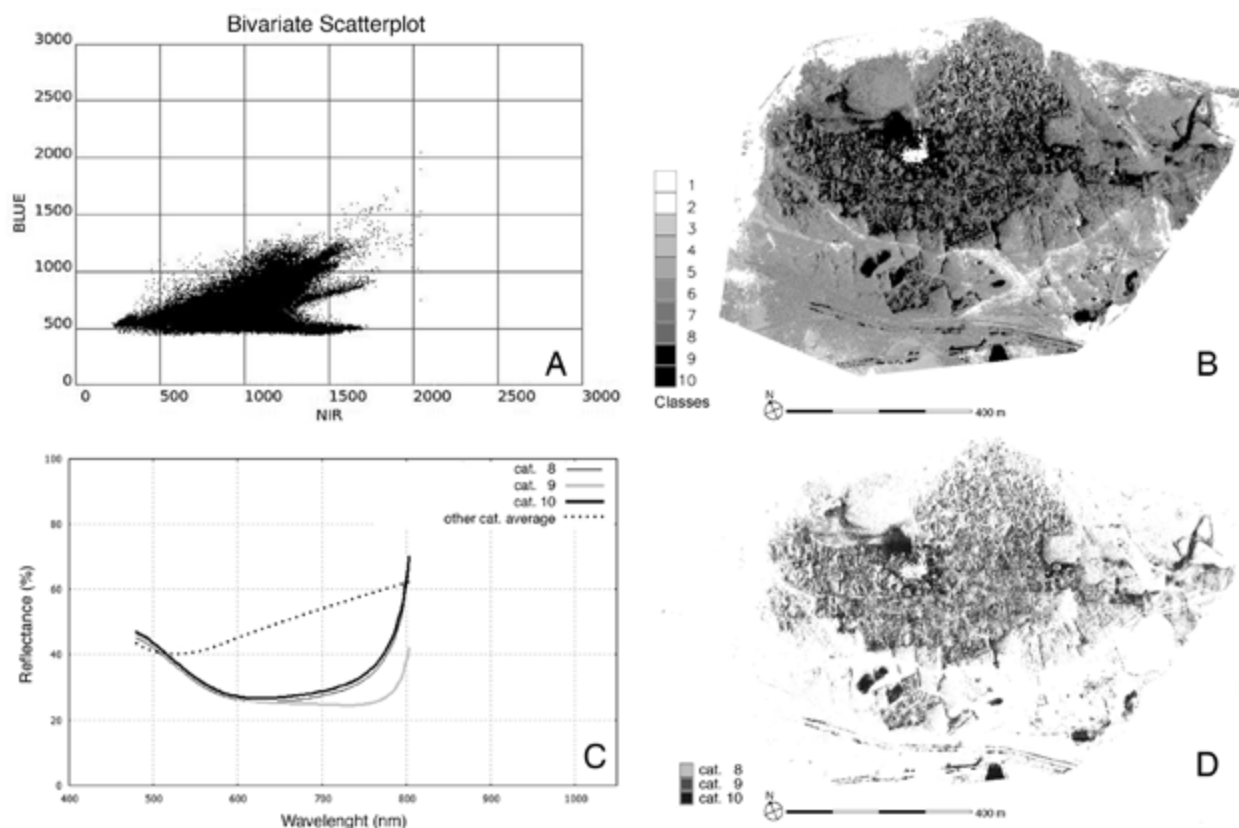 Bivariate Scatterplot
3000
2500
2000
1500
1000
500
0
BLUE
0 500 1000 1500 2000 2500 3000
NIR
A
1
2
3
4
5
6
7
8
9
10
Classes
B
N
400 m
100
80
60
40
20
0
Reflectance (%)
cat. 8
cat. 9
cat. 10
other cat. average
C
400 500 600 700 800 900 1000
Wavelenght (nm)
cat. 8
cat. 9
cat. 10
D
N
400 m